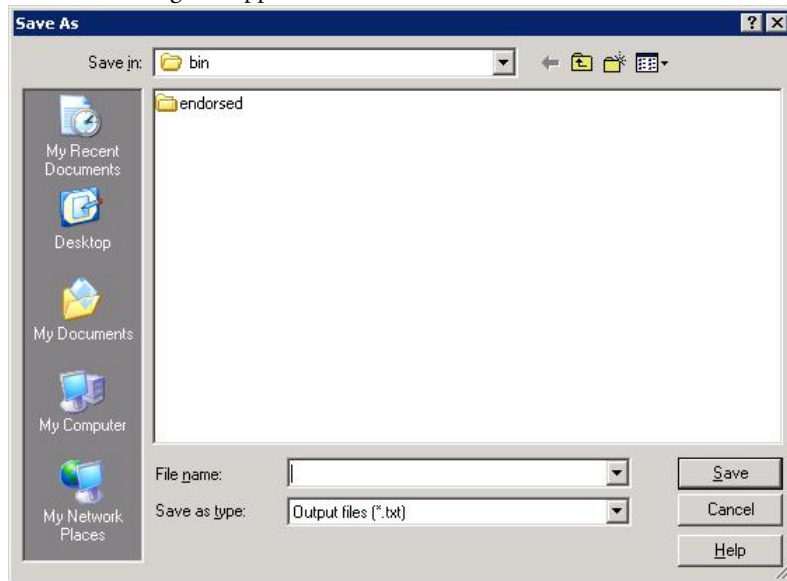 Save As
Save in:
bin
endorsed
My Recent
Documents
Desktop
My Documents
My Computer
My Network
Places
File name:
Save as type:
Output files (*.txt)
Save
Cancel
Help